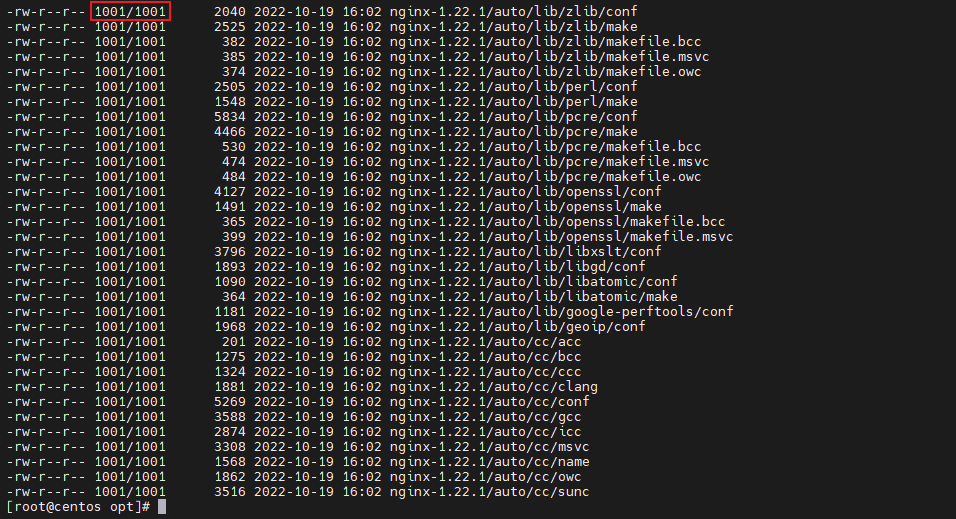 -rw-r--r-- 1001/1001      2040 2022-10-19 16:02 nginx-1.22.1/auto/lib/zlib/conf
-rw-r--r-- 1001/1001      2525 2022-10-19 16:02 nginx-1.22.1/auto/lib/zlib/make
-rw-r--r-- 1001/1001       382 2022-10-19 16:02 nginx-1.22.1/auto/lib/zlib/makefile.bcc
-rw-r--r-- 1001/1001       385 2022-10-19 16:02 nginx-1.22.1/auto/lib/zlib/makefile.msvc
-rw-r--r-- 1001/1001       374 2022-10-19 16:02 nginx-1.22.1/auto/lib/zlib/makefile.owc
-rw-r--r-- 1001/1001      2505 2022-10-19 16:02 nginx-1.22.1/auto/lib/perl/conf
-rw-r--r-- 1001/1001      1548 2022-10-19 16:02 nginx-1.22.1/auto/lib/perl/make
-rw-r--r-- 1001/1001      5834 2022-10-19 16:02 nginx-1.22.1/auto/lib/pcre/conf
-rw-r--r-- 1001/1001      4466 2022-10-19 16:02 nginx-1.22.1/auto/lib/pcre/make
-rw-r--r-- 1001/1001       530 2022-10-19 16:02 nginx-1.22.1/auto/lib/pcre/makefile.bcc
-rw-r--r-- 1001/1001       474 2022-10-19 16:02 nginx-1.22.1/auto/lib/pcre/makefile.msvc
-rw-r--r-- 1001/1001       484 2022-10-19 16:02 nginx-1.22.1/auto/lib/pcre/makefile.owc
-rw-r--r-- 1001/1001      4127 2022-10-19 16:02 nginx-1.22.1/auto/lib/openssl/conf
-rw-r--r-- 1001/1001      1491 2022-10-19 16:02 nginx-1.22.1/auto/lib/openssl/make
-rw-r--r-- 1001/1001       365 2022-10-19 16:02 nginx-1.22.1/auto/lib/openssl/makefile.bcc
-rw-r--r-- 1001/1001       399 2022-10-19 16:02 nginx-1.22.1/auto/lib/openssl/makefile.msvc
-rw-r--r-- 1001/1001      3796 2022-10-19 16:02 nginx-1.22.1/auto/lib/libxslt/conf
-rw-r--r-- 1001/1001      1893 2022-10-19 16:02 nginx-1.22.1/auto/lib/libgd/conf
-rw-r--r-- 1001/1001      1090 2022-10-19 16:02 nginx-1.22.1/auto/lib/libatomic/conf
-rw-r--r-- 1001/1001       364 2022-10-19 16:02 nginx-1.22.1/auto/lib/libatomic/make
-rw-r--r-- 1001/1001      1181 2022-10-19 16:02 nginx-1.22.1/auto/lib/google-perftools/conf
-rw-r--r-- 1001/1001      1968 2022-10-19 16:02 nginx-1.22.1/auto/lib/geoip/conf
-rw-r--r-- 1001/1001       201 2022-10-19 16:02 nginx-1.22.1/auto/cc/acc
-rw-r--r-- 1001/1001      1275 2022-10-19 16:02 nginx-1.22.1/auto/cc/bcc
-rw-r--r-- 1001/1001      1324 2022-10-19 16:02 nginx-1.22.1/auto/cc/ccc
-rw-r--r-- 1001/1001      1881 2022-10-19 16:02 nginx-1.22.1/auto/cc/clang
-rw-r--r-- 1001/1001      5269 2022-10-19 16:02 nginx-1.22.1/auto/cc/conf
-rw-r--r-- 1001/1001      3588 2022-10-19 16:02 nginx-1.22.1/auto/cc/gcc
-rw-r--r-- 1001/1001      2874 2022-10-19 16:02 nginx-1.22.1/auto/cc/icc
-rw-r--r-- 1001/1001      3308 2022-10-19 16:02 nginx-1.22.1/auto/cc/msvc
-rw-r--r-- 1001/1001      1568 2022-10-19 16:02 nginx-1.22.1/auto/cc/name
-rw-r--r-- 1001/1001      1862 2022-10-19 16:02 nginx-1.22.1/auto/cc/owc
-rw-r--r-- 1001/1001      3516 2022-10-19 16:02 nginx-1.22.1/auto/cc/sunc
[root@centos opt]#